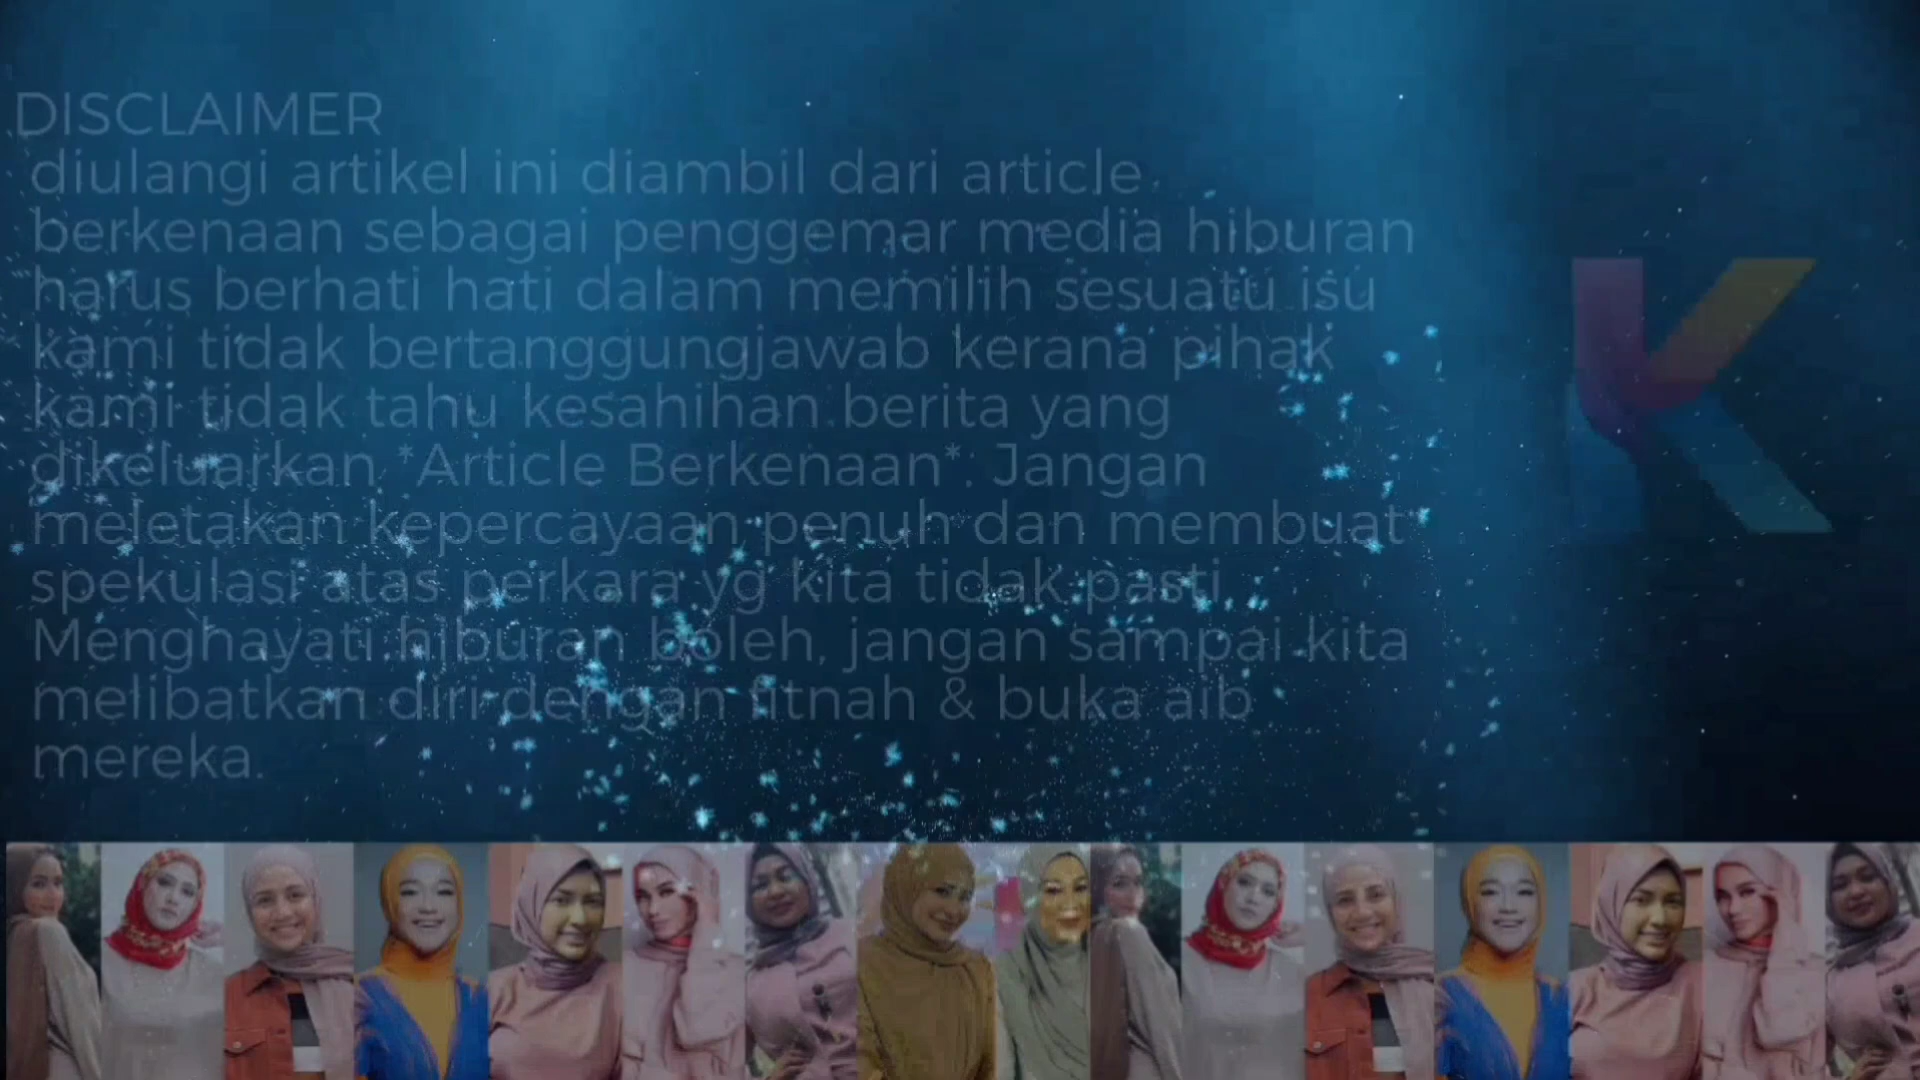 DISCLAIMER
diulangi artikel ini diambil dari article
berkenaan sebagai penggemar media hiburan
harus berhati hati dalam memilih sesuatu isu
kami tidak bertanggungjawab kerana pihak
kami tidak tahu kesahihan berita yang
dikeluarkan. *Article Berkenaan*: Jangan
meletakan kepercayaan penuh dan membuat
spekulasi atas perkara yg kita tidak pasti.
Menghayati hiburan boleh, jangan sampai kita
melibatkan diri dengan fitnah & buka aib
mereka.
K